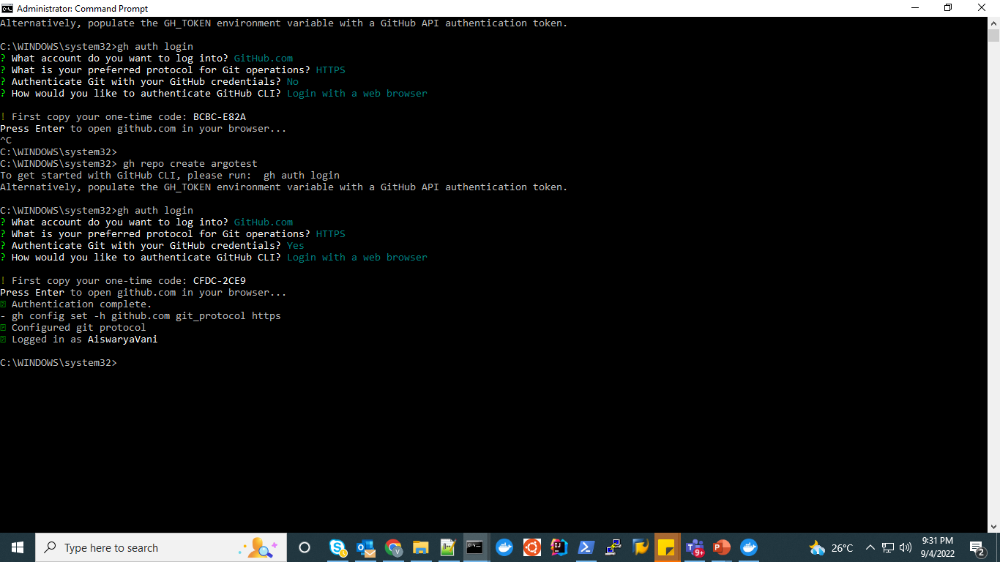 Administrator: Command Prompt
Alternatively, populate the GH_TOKEN environment variable with a GitHub API authentication token.
C:\WINDOWS\system32>gh auth login
? What account do you want to log into? GitHub.com
? What is your preferred protocol for Git operations? HTTPS
? Authenticate Git with your GitHub credentials? No
? How would you like to authenticate GitHub CLI? Login with a web browser
! First copy your one-time code: BCBC-E82A
Press Enter to open github.com in your browser...
^C
C:\WINDOWS\system32>
C:\WINDOWS\system32> gh repo create argotest
To get started with GitHub CLI, please run:  gh auth login
Alternatively, populate the GH_TOKEN environment variable with a GitHub API authentication token.
C:\WINDOWS\system32>gh auth login
? What account do you want to log into? GitHub.com
? What is your preferred protocol for Git operations? HTTPS
? Authenticate Git with your GitHub credentials? Yes
? How would you like to authenticate GitHub CLI? Login with a web browser
! First copy your one-time code: CFDC-2CE9
Press Enter to open github.com in your browser...
Authentication complete.
- gh config set -h github.com git_protocol https
Configured git protocol
Logged in as AiswaryaVani
C:\WINDOWS\system32>
Type here to search
26°C
9:31 PM
9/4/2022
9+
2